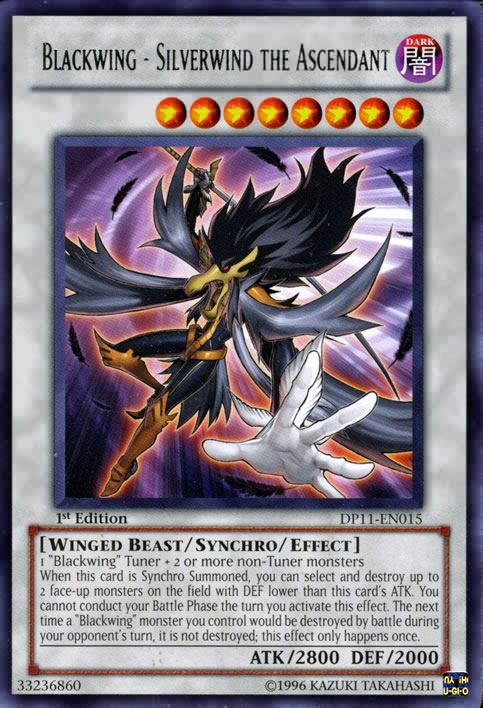 Blackwing - Silverwind the Ascendant
DARK
闇
1st Edition
DP11-EN015
[Winged Beast/Synchro/Effect]
1 "Blackwing" Tuner + 2 or more non-Tuner monsters
When this card is Synchro Summoned, you can select and destroy up to
2 face-up monsters on the field with DEF lower than this card's ATK. You
cannot conduct your Battle Phase the turn you activate this effect. The next
time a "Blackwing" monster you control would be destroyed by battle during
your opponent's turn, it is not destroyed; this effect only happens once.
ATK/2800 DEF/2000
33236860
©1996 KAZUKI TAKAHASHI